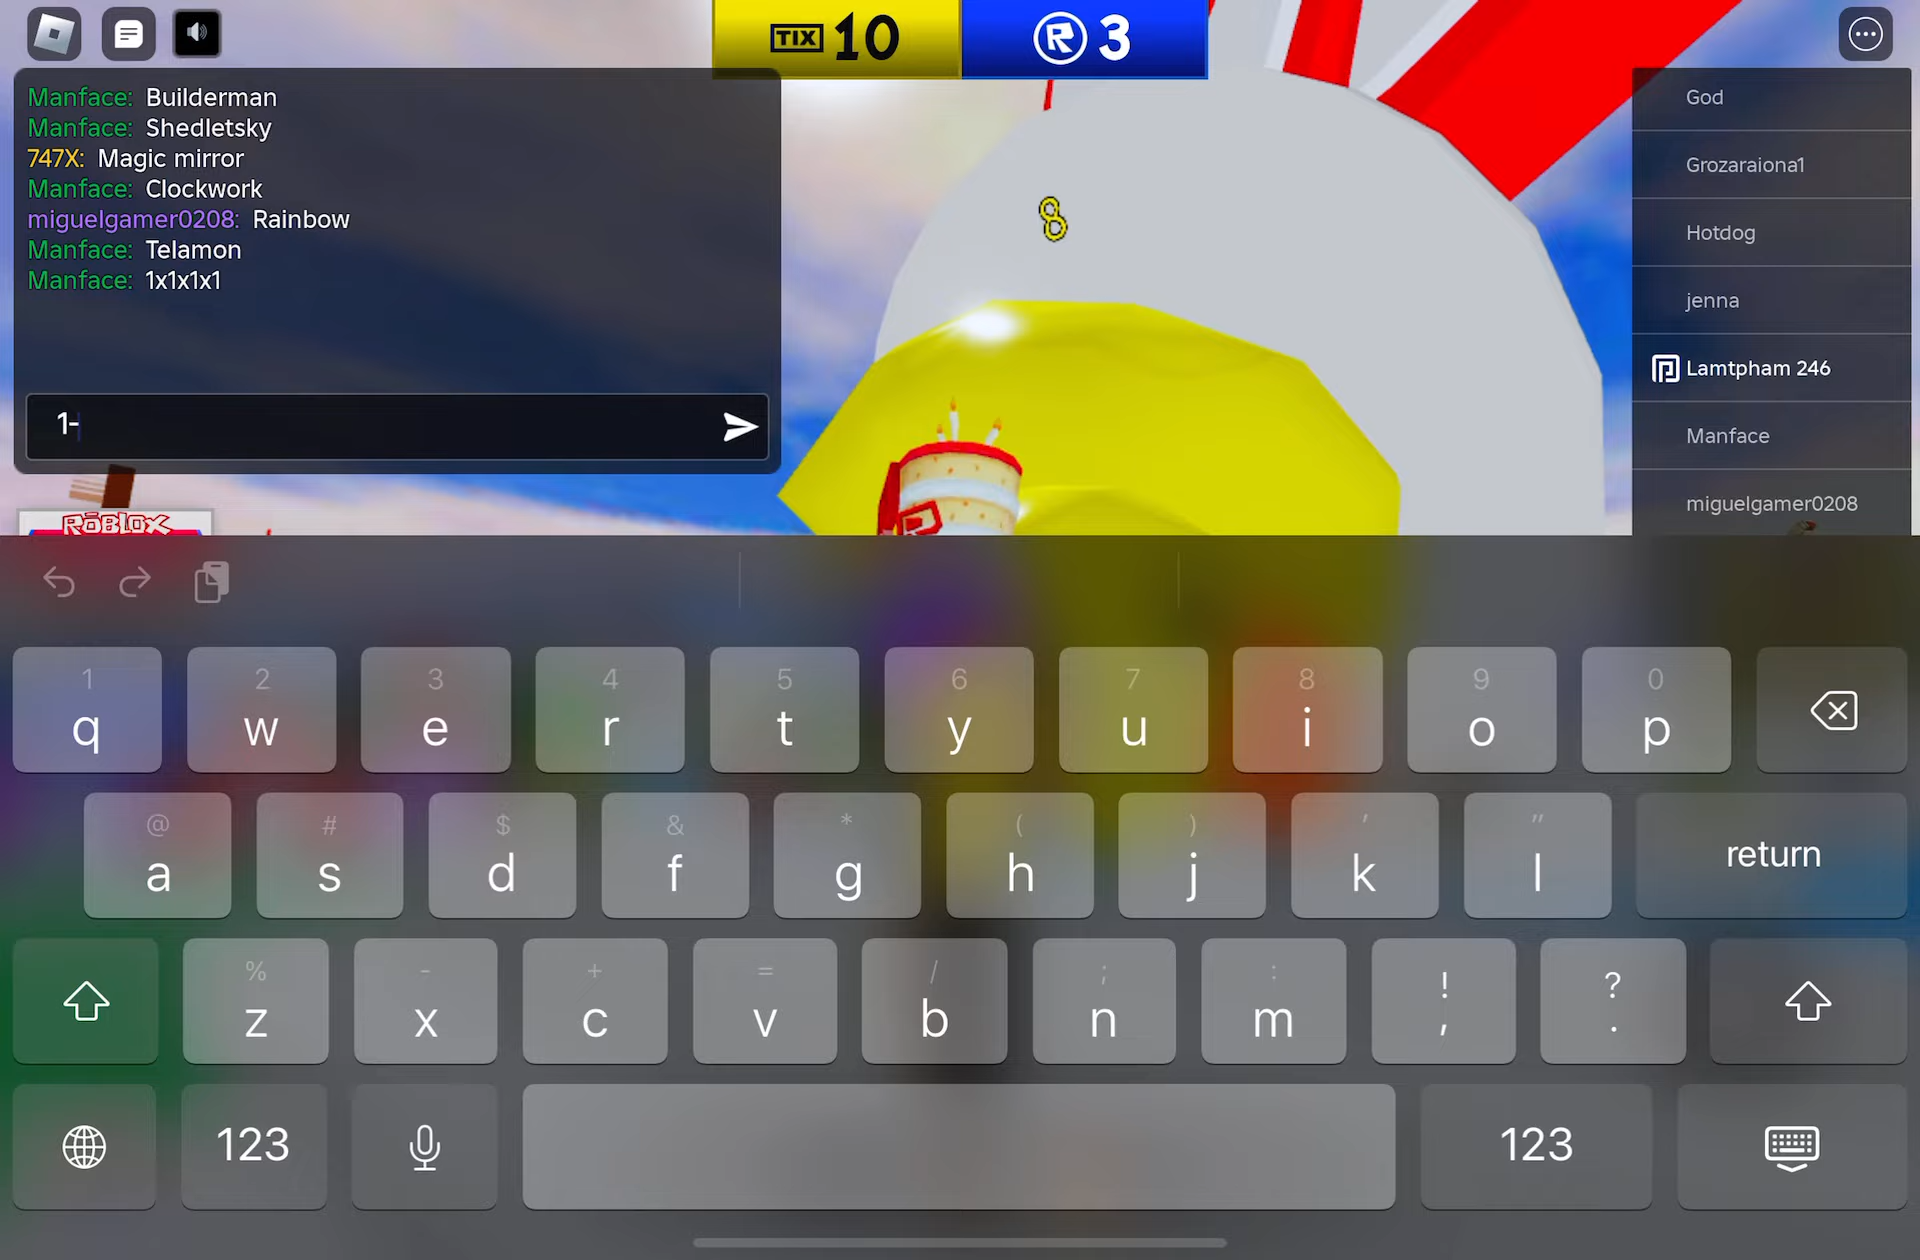 TIX 10
R 3
Manface: Builderman
Manface: Shedletsky
747X: Magic mirror
Manface: Clockwork
miguelgamer0208: Rainbow
Manface: Telamon
Manface: 1x1x1x1
1-
8
God
Grozaraiona1
Hotdog
jenna
Lamtpham 246
Manface
miguelgamer0208
ROBLOX
1 2 3 4 5 6 7 8 9 0
q w e r t y u i o p
@ # $ & * ( ) ' "
a s d f g h j k l return
% - + = / ; : ! ?
z x c v b n m , .
123 123